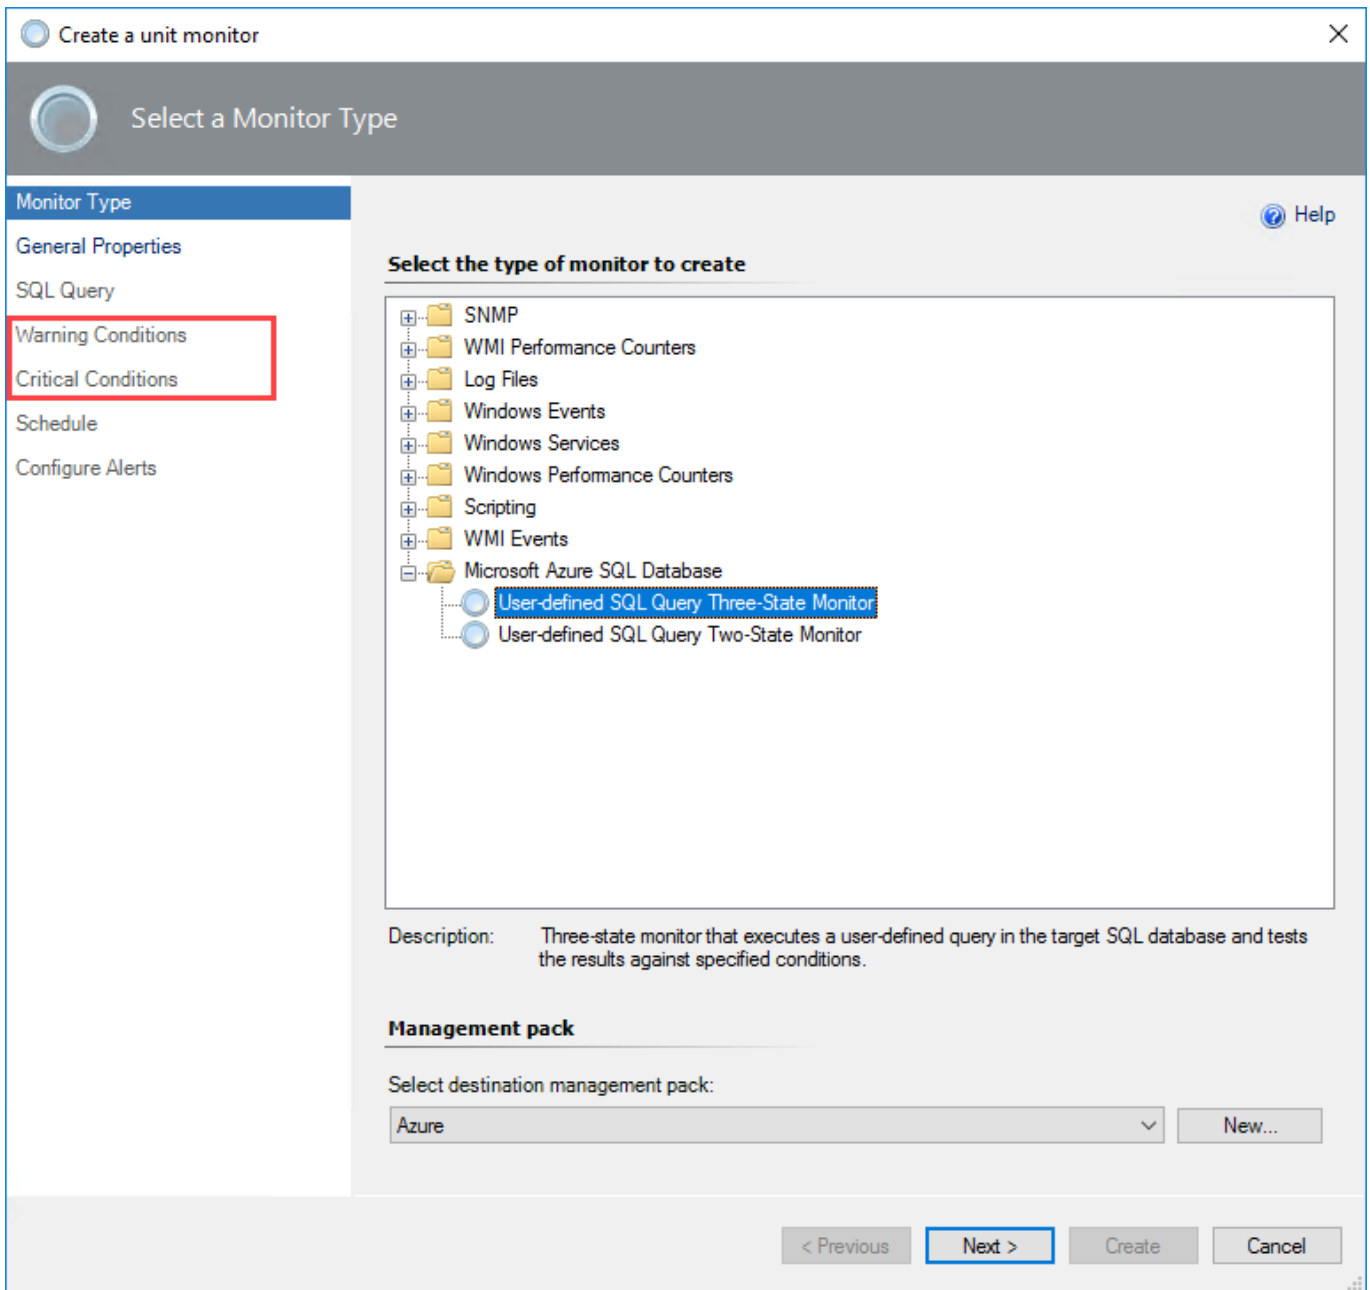 Create a unit monitor
Select a Monitor Type
Monitor Type
General Properties
SQL Query
Warning Conditions
Critical Conditions
Schedule
Configure Alerts
Help
Select the type of monitor to create
SNMP
WMI Performance Counters
Log Files
Windows Events
Windows Services
Windows Performance Counters
Scripting
WMI Events
Microsoft Azure SQL Database
User-defined SQL Query Three-State Monitor
User-defined SQL Query Two-State Monitor
Description: Three-state monitor that executes a user-defined query in the target SQL database and tests
the results against specified conditions.
Management pack
Select destination management pack:
Azure
New...
< Previous
Next >
Create
Cancel